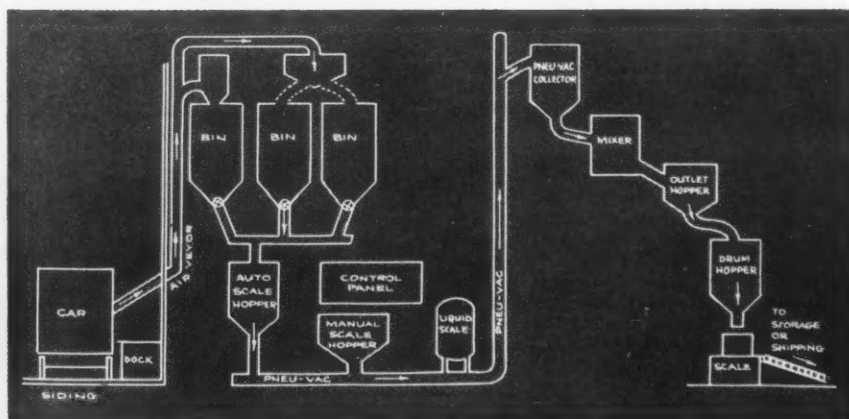 CAR
DOCK
SIDING
AIR VEYOR
BIN
BIN
BIN
AUTO
SCALE
HOPPER
CONTROL
PANEL
MANUAL
SCALE
HOPPER
LIQUID
SCALE
PNEU-VAC
PNEU-VAC
PNEU-VAC
COLLECTOR
MIXER
OUTLET
HOPPER
DRUM
HOPPER
SCALE
TO
STORAGE
OR
SHIPPING